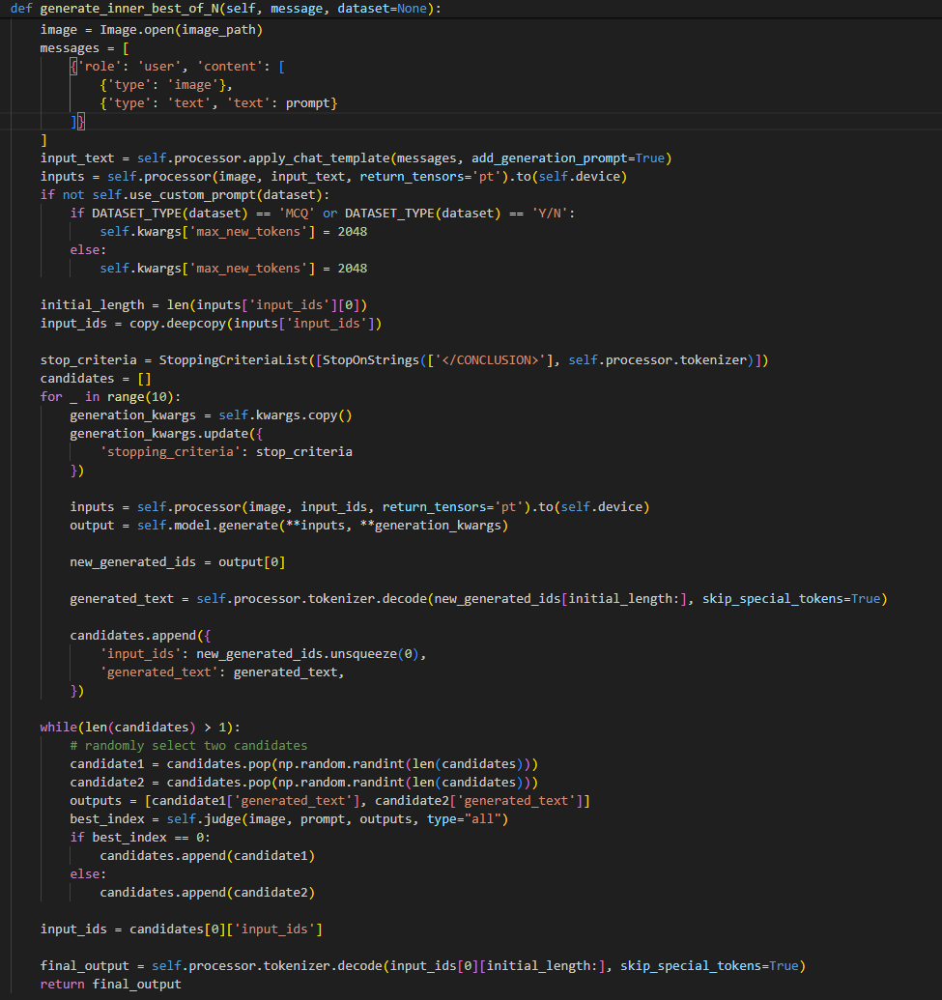 def generate_inner_best_of_N(self, message, dataset=None):
    image = Image.open(image_path)
    messages = [
        {'role': 'user', 'content': [
            {'type': 'image'},
            {'type': 'text', 'text': prompt}
        ]}
    ]
    input_text = self.processor.apply_chat_template(messages, add_generation_prompt=True)
    inputs = self.processor(image, input_text, return_tensors='pt').to(self.device)
    if not self.use_custom_prompt(dataset):
        if DATASET_TYPE(dataset) == 'MCQ' or DATASET_TYPE(dataset) == 'Y/N':
            self.kwargs['max_new_tokens'] = 2048
        else:
            self.kwargs['max_new_tokens'] = 2048

    initial_length = len(inputs['input_ids'][0])
    input_ids = copy.deepcopy(inputs['input_ids'])

    stop_criteria = StoppingCriteriaList([StopOnStrings(['</CONCLUSION>'], self.processor.tokenizer)])
    candidates = []
    for _ in range(10):
        generation_kwargs = self.kwargs.copy()
        generation_kwargs.update({
            'stopping_criteria': stop_criteria
        })

        inputs = self.processor(image, input_ids, return_tensors='pt').to(self.device)
        output = self.model.generate(**inputs, **generation_kwargs)

        new_generated_ids = output[0]

        generated_text = self.processor.tokenizer.decode(new_generated_ids[initial_length:], skip_special_tokens=True)

        candidates.append({
            'input_ids': new_generated_ids.unsqueeze(0),
            'generated_text': generated_text,
        })

    while(len(candidates) > 1):
        # randomly select two candidates
        candidate1 = candidates.pop(np.random.randint(len(candidates)))
        candidate2 = candidates.pop(np.random.randint(len(candidates)))
        outputs = [candidate1['generated_text'], candidate2['generated_text']]
        best_index = self.judge(image, prompt, outputs, type="all")
        if best_index == 0:
            candidates.append(candidate1)
        else:
            candidates.append(candidate2)

    input_ids = candidates[0]['input_ids']

    final_output = self.processor.tokenizer.decode(input_ids[0][initial_length:], skip_special_tokens=True)
    return final_output